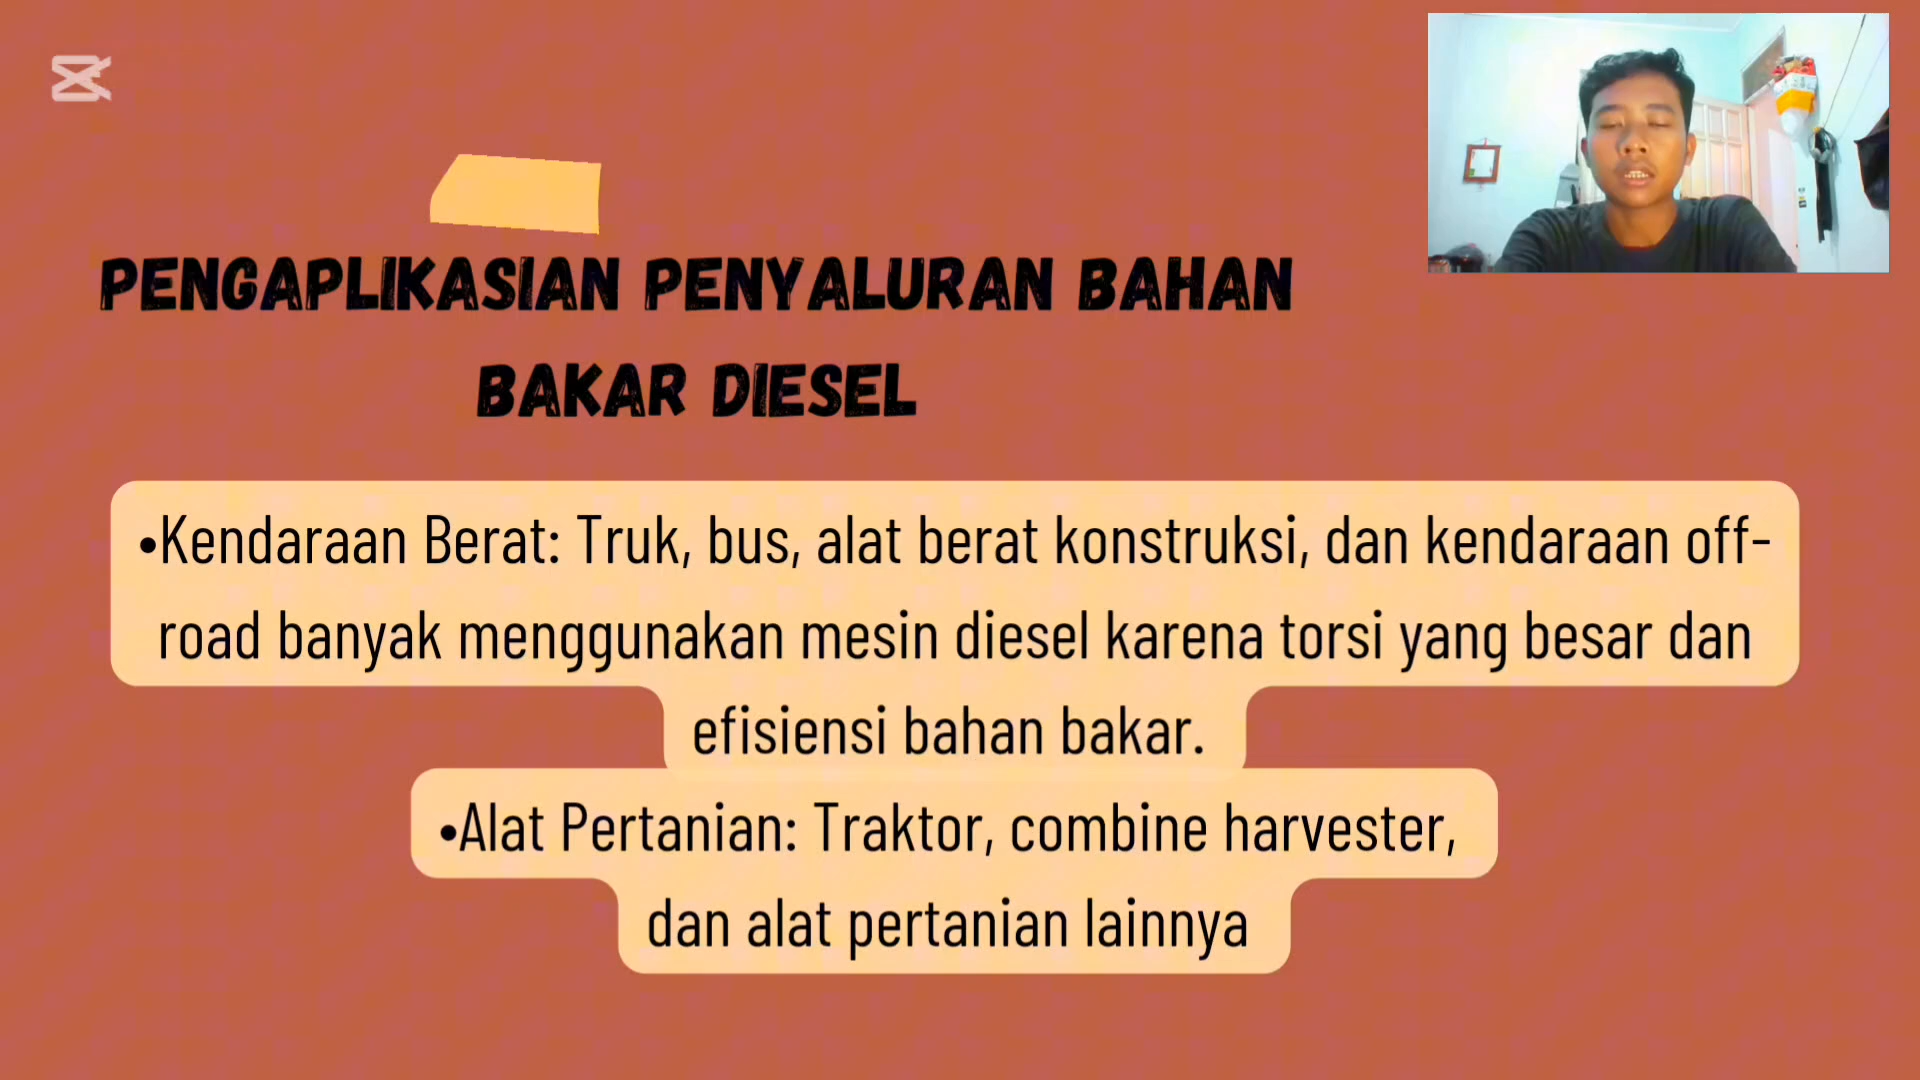 PENGAPLIKASIAN PENYALURAN BAHAN
BAKAR DIESEL
•Kendaraan Berat: Truk, bus, alat berat konstruksi, dan kendaraan off-
road banyak menggunakan mesin diesel karena torsi yang besar dan
efisiensi bahan bakar.
•Alat Pertanian: Traktor, combine harvester,
dan alat pertanian lainnya